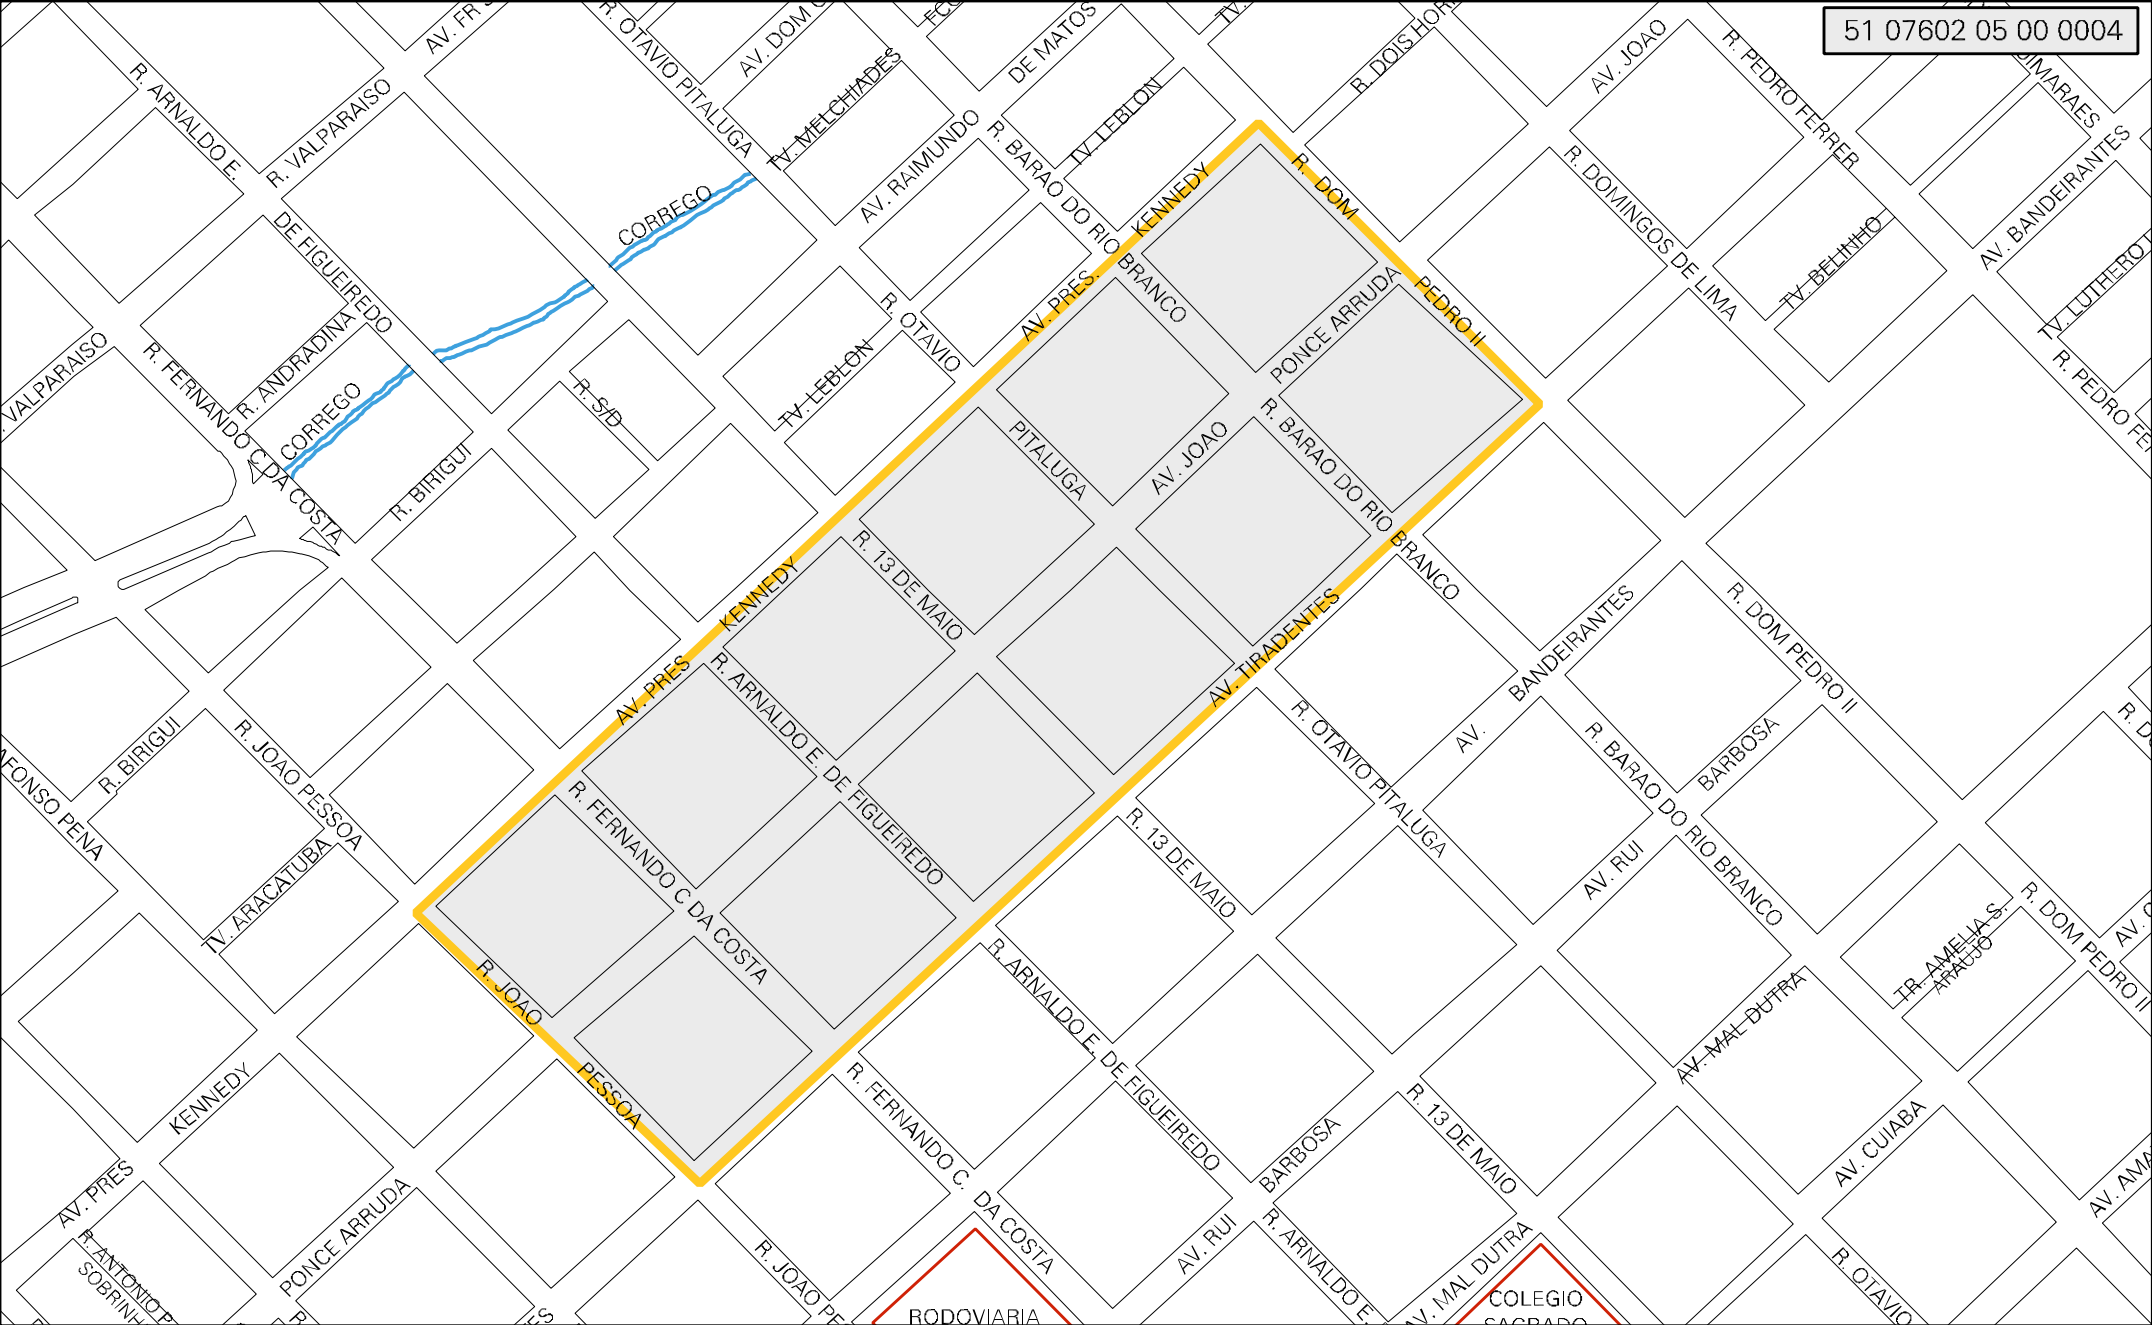 51 07602 05 00 0004
R. OTAVIO PITALUGA
AV. JOAO
R. PEDRO FERRER
DE MATOS
R. ARNALDO E.
R. VALPARAISO
TV. MELCHIADES
TV. LEBLON
AV. RAIMUNDO
R. BARAO DO RIO BRANCO
AV. BANDEIRANTES
R. DOMINGOS DE LIMA
KENNEDY
R. DOM
PEDRO II
CORREGO
DE FIGUEIREDO
TV. BELINHO
TV. LUTHERO
AV. PRES.
PONCE ARRUDA
R. OTAVIO
R. ANDRADINA
VALPARAISO
R. FERNANDO C.DA COSTA
CORREGO
R. S/D
TV. LEBLON
R. BIRIGUI
PITALUGA
AV. JOAO
R. BARAO DO RIO BRANCO
R. 13 DE MAIO
KENNEDY
AV. PRES
AV. TIRADENTES
BANDEIRANTES
AV.
R. DOM PEDRO II
R. ARNALDO E. DE FIGUEIREDO
R. OTAVIO PITALUGA
R. BARAO DO RIO BRANCO
BARBOSA
AV. RUI
R. BIRIGUI
R. JOAO PESSOA
AFONSO PENA
TV. ARACATUBA
R. FERNANDO C DA COSTA
R. 13 DE MAIO
R. DOM PEDRO II
TR. AMELIA S.
ARAUJO
AV. MAL DUTRA
R. JOAO
PESSOA
R. ARNALDO E. DE FIGUEIREDO
R. FERNANDO C. DA COSTA
R. 13 DE MAIO
KENNEDY
AV. PRES
PONCE ARRUDA
BARBOSA
AV. RUI
AV. CUIABA
R. ARNALDO E.
AV. MAL DUTRA
R. OTAVIO
RODOVIARIA
COLEGIO
SAGRADO